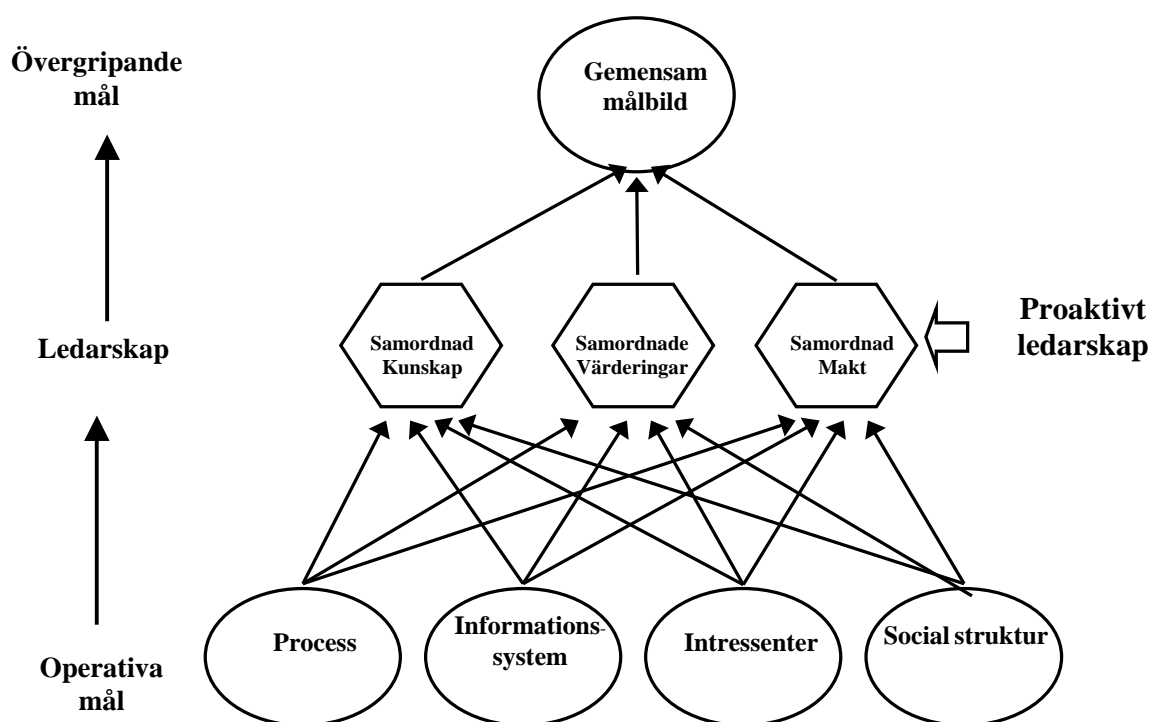 Övergripande
mål
Gemensam
målbild
Ledarskap
Samordnad
Kunskap
Samordnade
Värderingar
Samordnad
Makt
Proaktivt
ledarskap
Operativa
mål
Process
Informations-
system
Intressenter
Social struktur